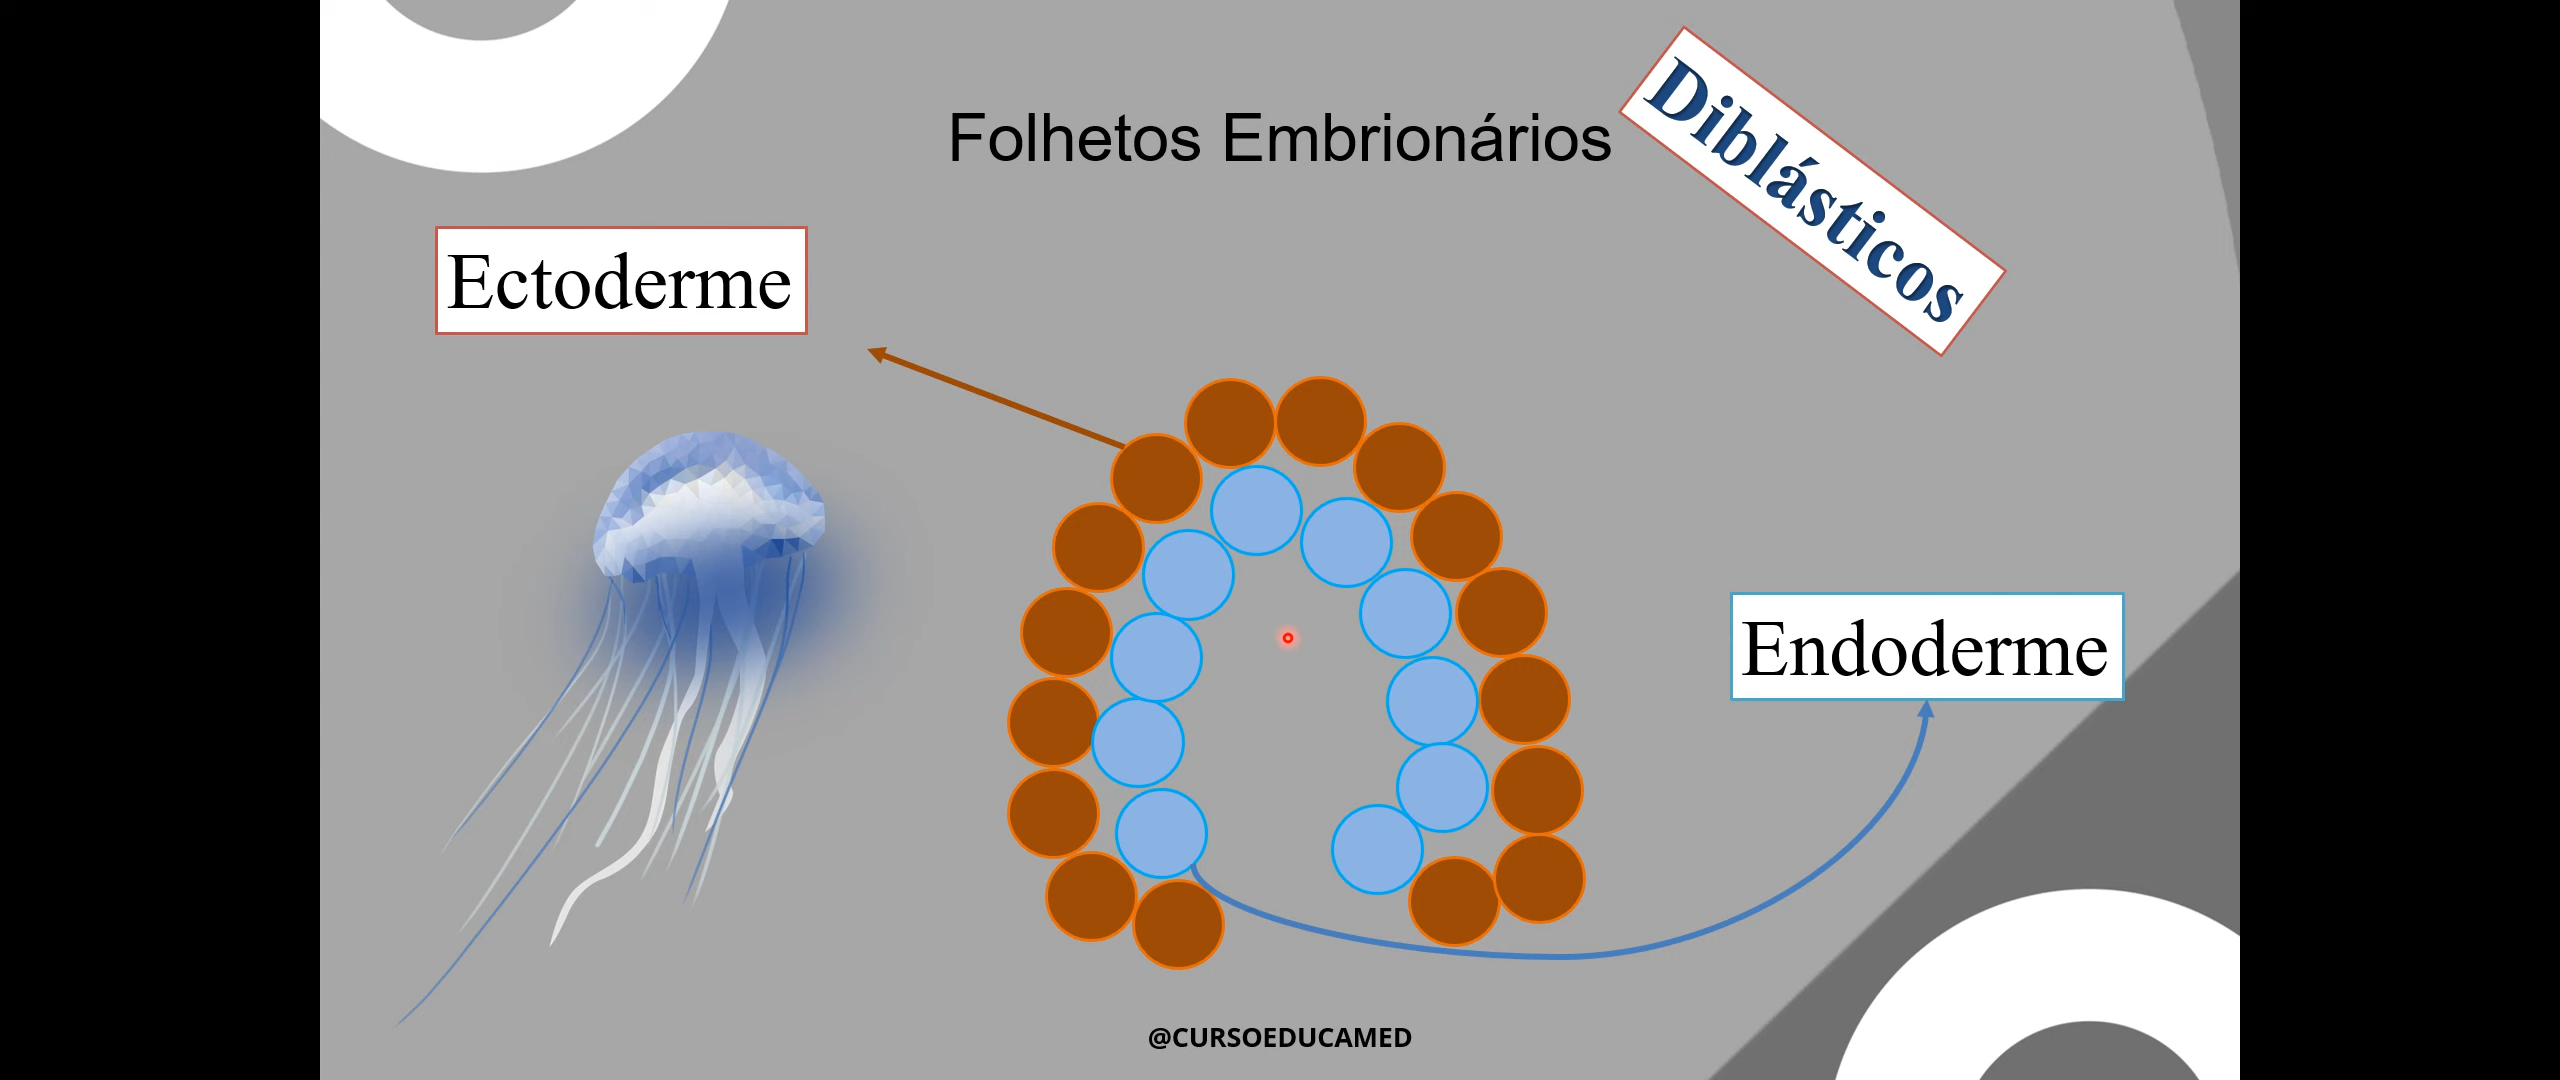 Folhetos Embrionários
Diblásticos
Ectoderme
Endoderme
@CURSOEDUCAMED